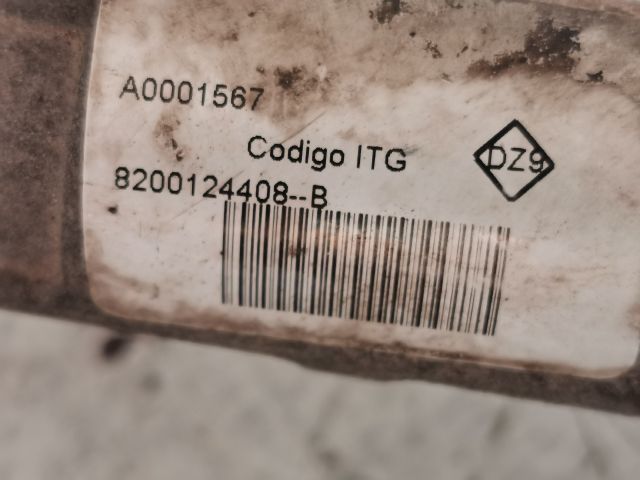 A0001567
Codigo ITG
DZ9
8200124408--B